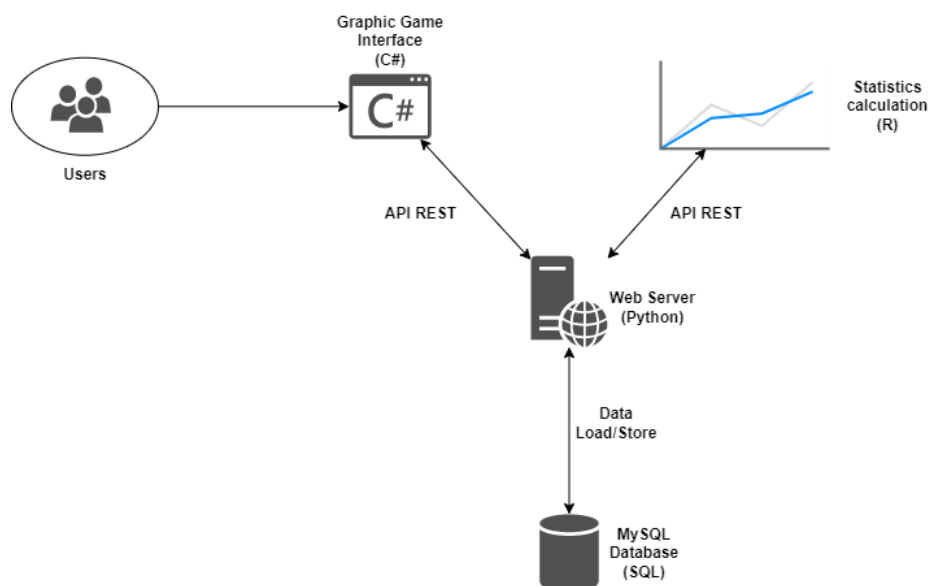 Graphic Game
Interface
(C#)
C#
Users
Statistics
calculation
(R)
API REST
API REST
Web Server
(Python)
Data
Load/Store
MySQL
Database
(SQL)